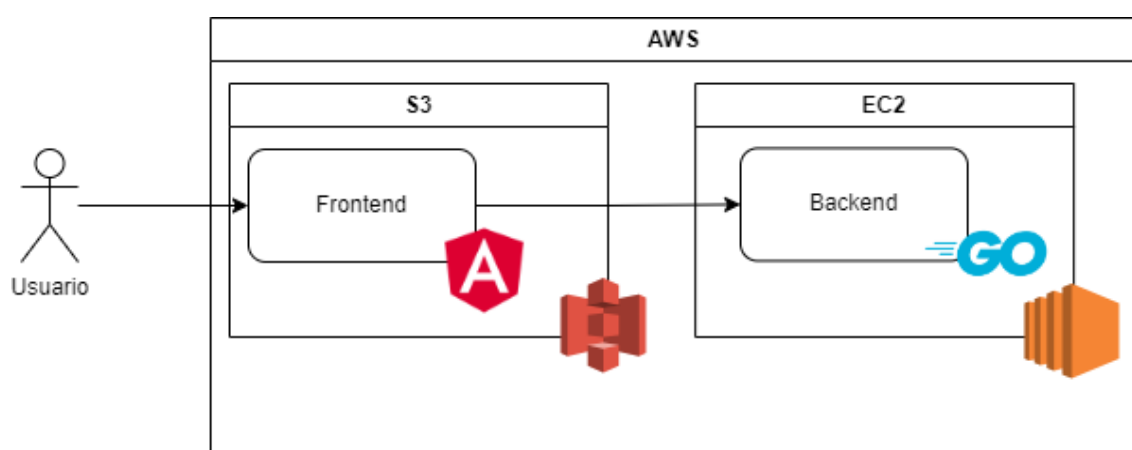 AWS
S3
EC2
Frontend
Backend
A
GO
Usuario